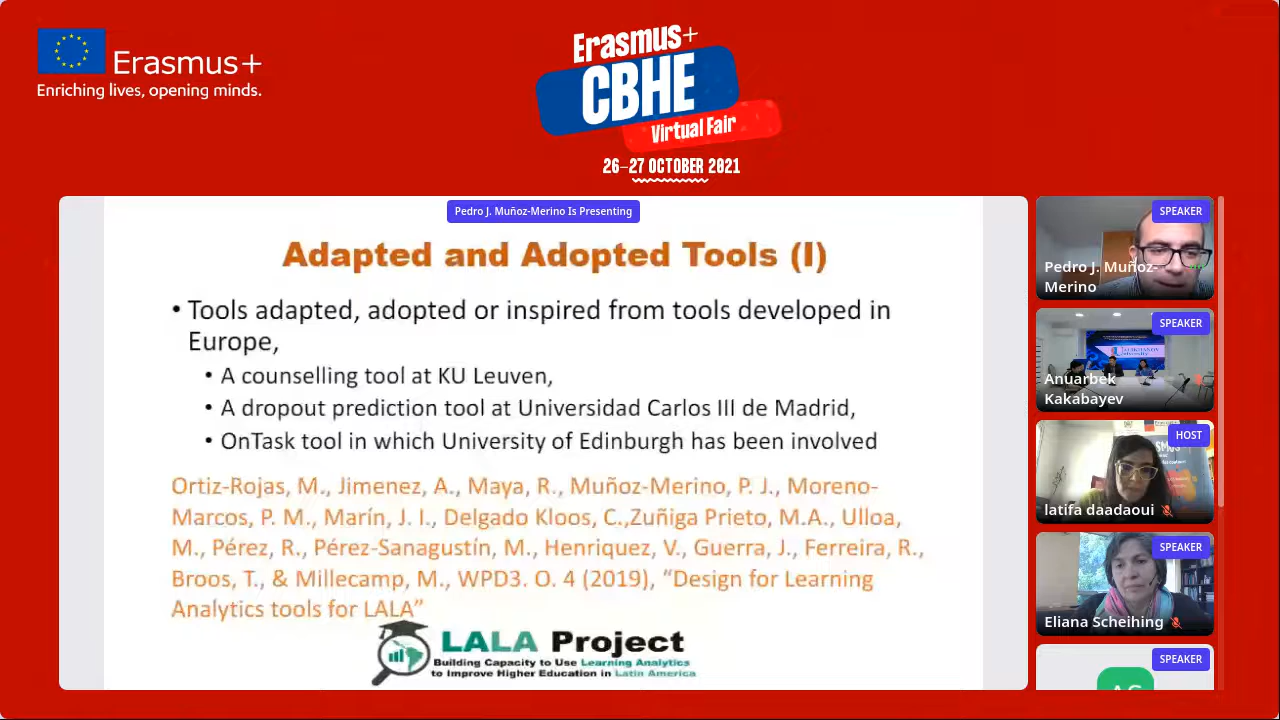 Erasmus+
Enriching lives, opening minds.
Erasmus+
CBHE
Virtual Fair
26–27 OCTOBER 2021
Pedro J. Muñoz-Merino Is Presenting
Adapted and Adopted Tools (I)
• Tools adapted, adopted or inspired from tools developed in
Europe,
• A counselling tool at KU Leuven,
• A dropout prediction tool at Universidad Carlos III de Madrid,
• OnTask tool in which University of Edinburgh has been involved
Ortiz-Rojas, M., Jimenez, A., Maya, R., Muñoz-Merino, P. J., Moreno-
Marcos, P. M., Marín, J. I., Delgado Kloos, C.,Zuñiga Prieto, M.A., Ulloa,
M., Pérez, R., Pérez-Sanagustín, M., Henriquez, V., Guerra, J., Ferreira, R.,
Broos, T., & Millecamp, M., WPD3. O. 4 (2019), “Design for Learning
Analytics tools for LALA”
LALA Project
Building Capacity to Use Learning Analytics
to Improve Higher Education in Latin America
SPEAKER
Pedro J. Muñoz-
Merino
SPEAKER
Anuarbek
Kakabayev
HOST
latifa daadaoui
SPEAKER
Eliana Scheihing
SPEAKER